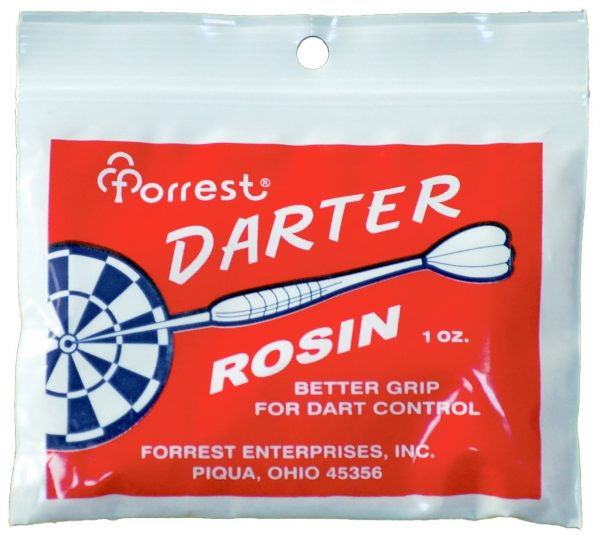 Forrest®
DARTER
ROSIN 1 OZ.
BETTER GRIP
FOR DART CONTROL
FORREST ENTERPRISES, INC.
PIQUA, OHIO 45356